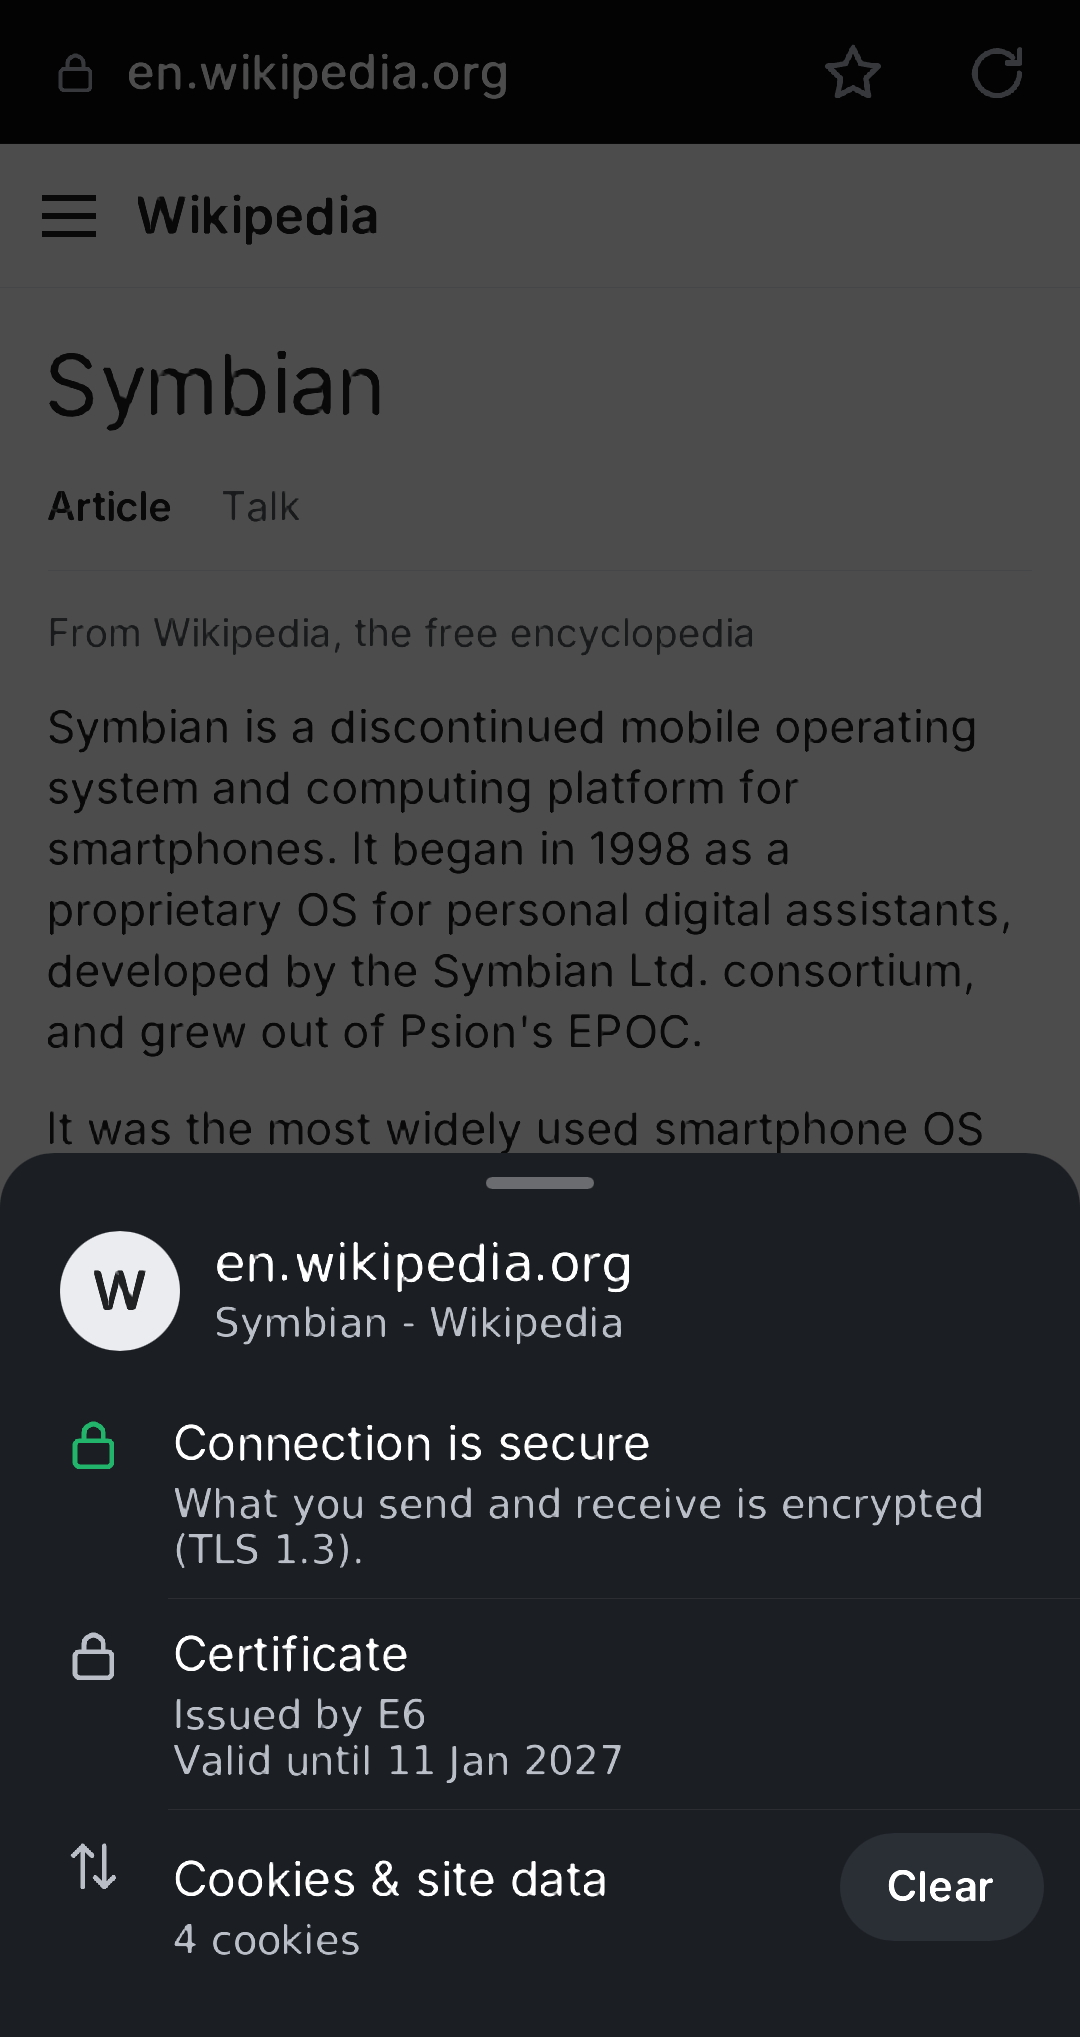 en.wikipedia.org
Wikipedia
Symbian
Article Talk
From Wikipedia, the free encyclopedia
Symbian is a discontinued mobile operating
system and computing platform for
smartphones. It began in 1998 as a
proprietary OS for personal digital assistants,
developed by the Symbian Ltd. consortium,
and grew out of Psion's EPOC.
It was the most widely used smartphone OS
W
en.wikipedia.org
Symbian - Wikipedia
Connection is secure
What you send and receive is encrypted
(TLS 1.3).
Certificate
Issued by E6
Valid until 11 Jan 2027
Cookies & site data
Clear
4 cookies